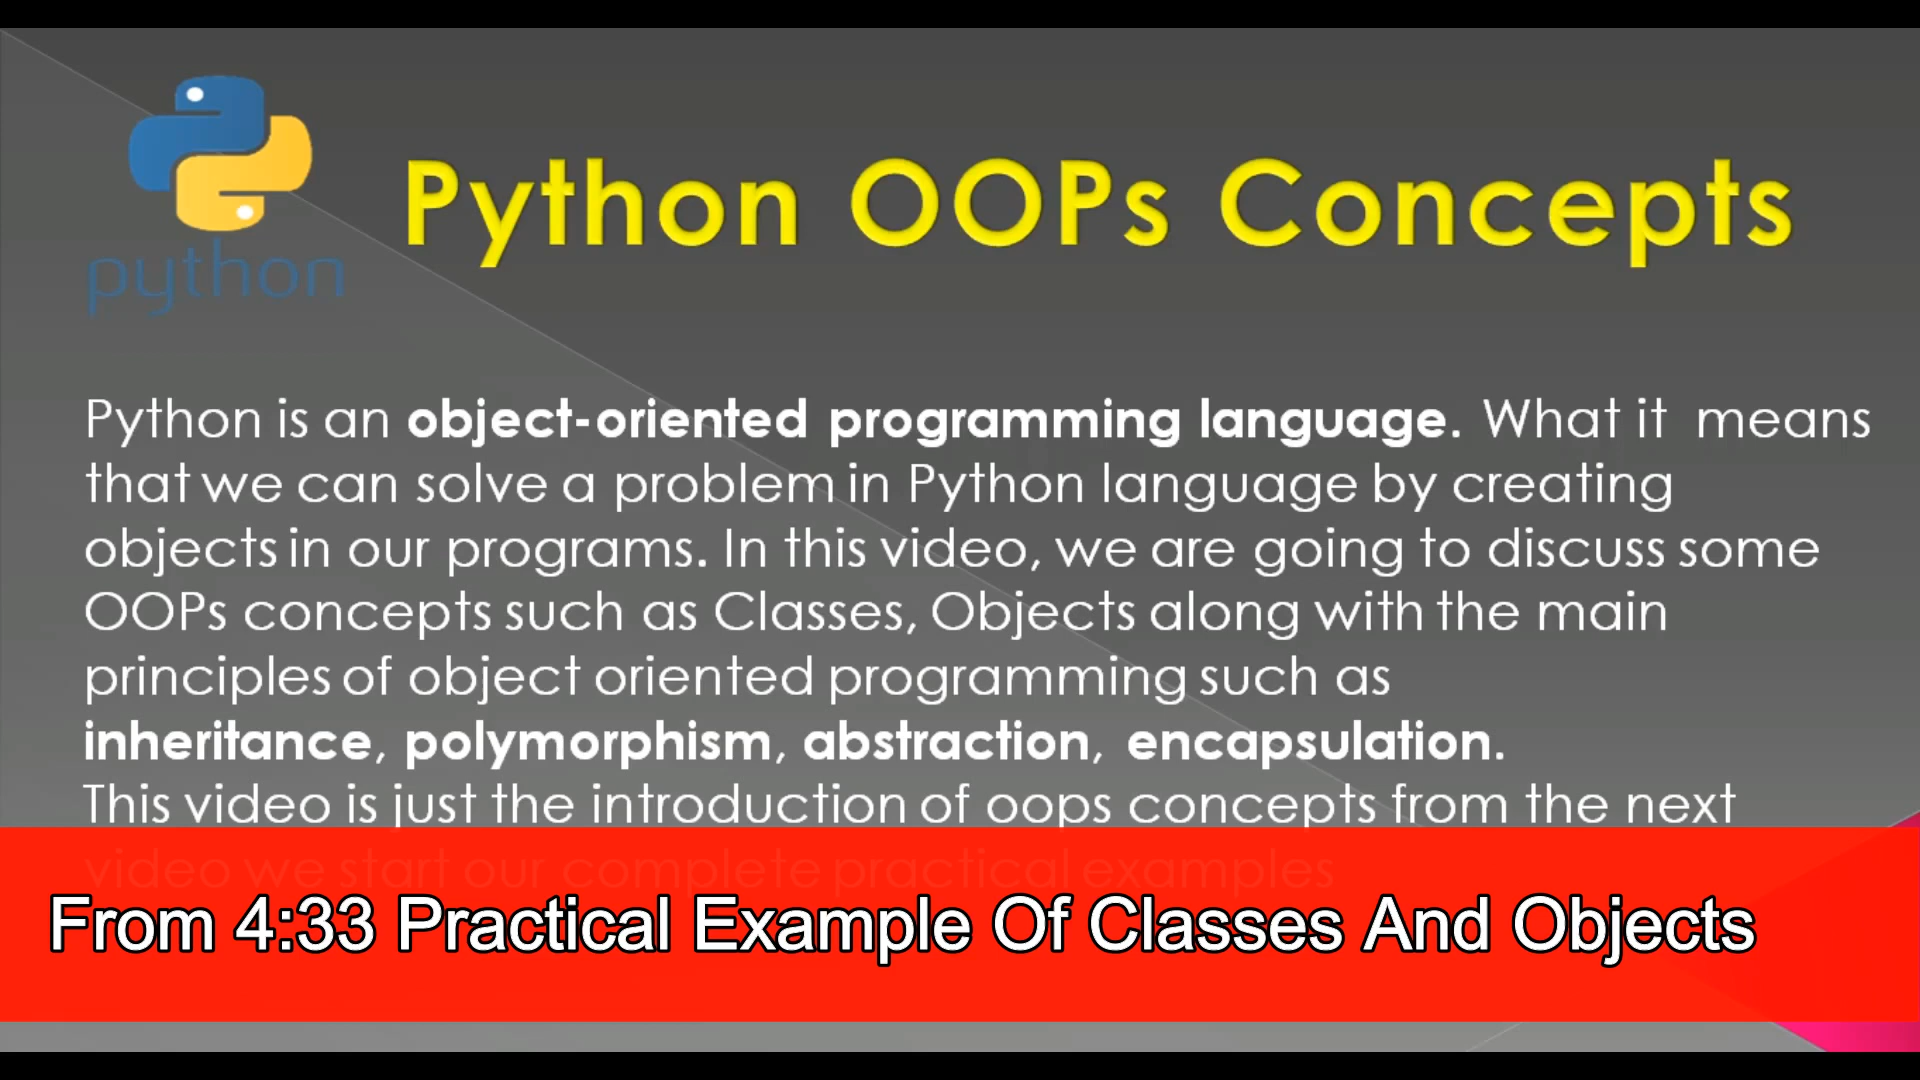 python
Python OOPs Concepts
Python is an object-oriented programming language. What it means
that we can solve a problem in Python language by creating
objects in our programs. In this video, we are going to discuss some
OOPs concepts such as Classes, Objects along with the main
principles of object oriented programming such as
inheritance, polymorphism, abstraction, encapsulation.
This video is just the introduction of oops concepts from the next
video we start our complete practical examples
From 4:33 Practical Example Of Classes And Objects